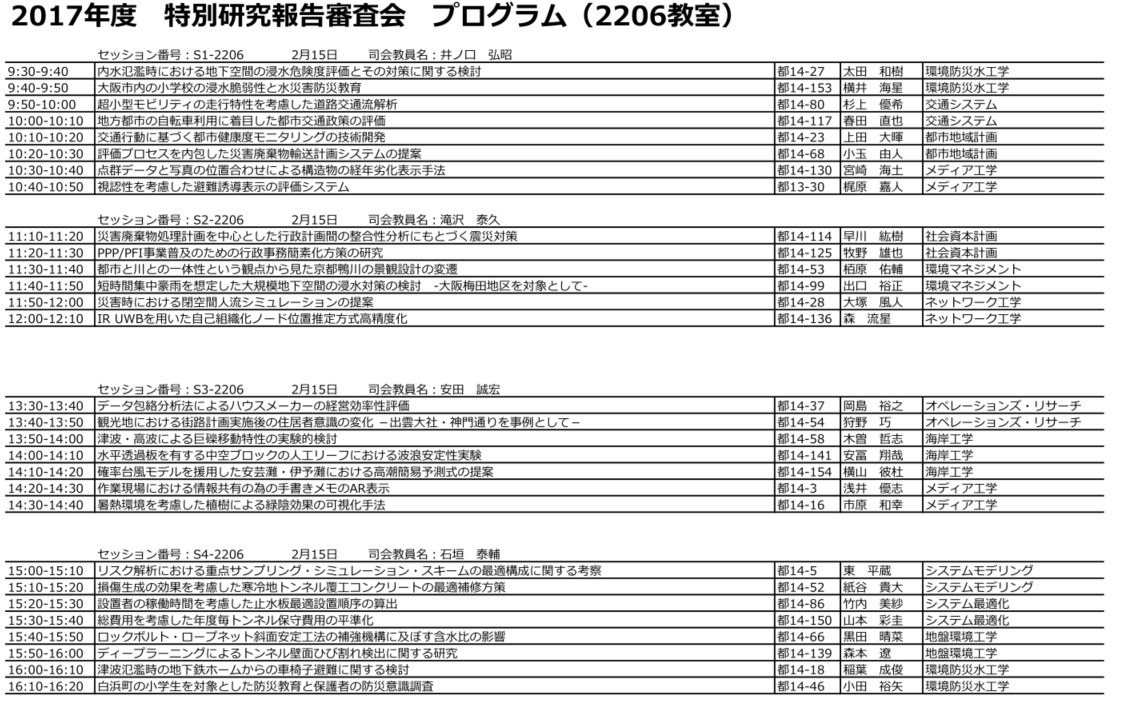 2017年度　特別研究報告審査会　プログラム（2206教室）
セッション番号：S1-2206　2月15日　司会教員名：井ノ口　弘昭
9:30-9:40 内水氾濫時における地下空間の浸水危険度評価とその対策に関する検討 都14-27 太田　和樹 環境防災水工学
9:40-9:50 大阪市内の小学校の浸水脆弱性と水災害防災教育 都14-153 横井　海星 環境防災水工学
9:50-10:00 超小型モビリティの走行特性を考慮した道路交通流解析 都14-80 杉上　優希 交通システム
10:00-10:10 地方都市の自転車利用に着目した都市交通政策の評価 都14-117 春田　直也 交通システム
10:10-10:20 交通行動に基づく都市健康度モニタリングの技術開発 都14-23 上田　大暉 都市地域計画
10:20-10:30 評価プロセスを内包した災害廃棄物輸送計画システムの提案 都14-68 小玉　由人 都市地域計画
10:30-10:40 点群データと写真の位置合わせによる構造物の経年劣化表示手法 都14-130 宮崎　海土 メディア工学
10:40-10:50 視認性を考慮した避難誘導表示の評価システム 都13-30 梶原　嘉人 メディア工学
セッション番号：S2-2206　2月15日　司会教員名：滝沢　泰久
11:10-11:20 災害廃棄物処理計画を中心とした行政計画間の整合性分析にもとづく震災対策 都14-114 早川　紘樹 社会資本計画
11:20-11:30 PPP/PFI事業普及のための行政事務簡素化方策の研究 都14-125 牧野　雄也 社会資本計画
11:30-11:40 都市と川との一体性という観点から見た京都鴨川の景観設計の変遷 都14-53 栢原　佑輔 環境マネジメント
11:40-11:50 短時間集中豪雨を想定した大規模地下空間の浸水対策の検討　-大阪梅田地区を対象として- 都14-99 出口　裕正 環境マネジメント
11:50-12:00 災害時における閉空間人流シミュレーションの提案 都14-28 大塚　風人 ネットワーク工学
12:00-12:10 IR UWBを用いた自己組織化ノード位置推定方式高精度化 都14-136 森　流星 ネットワーク工学
セッション番号：S3-2206　2月15日　司会教員名：安田　誠宏
13:30-13:40 データ包絡分析法によるハウスメーカーの経営効率性評価 都14-37 岡島　裕之 オペレーションズ・リサーチ
13:40-13:50 観光地における街路計画実施後の住居者意識の変化 －出雲大社・神門通りを事例として－ 都14-54 狩野　巧 オペレーションズ・リサーチ
13:50-14:00 津波・高波による巨礫移動特性の実験的検討 都14-58 木曽　哲志 海岸工学
14:00-14:10 水平透過板を有する中空ブロックの人工リーフにおける波浪安定性実験 都14-141 安冨　翔哉 海岸工学
14:10-14:20 確率台風モデルを援用した安芸灘・伊予灘における高潮簡易予測式の提案 都14-154 横山　彼杜 海岸工学
14:20-14:30 作業現場における情報共有の為の手書きメモのAR表示 都14-3 浅井　優志 メディア工学
14:30-14:40 暑熱環境を考慮した植樹による緑陰効果の可視化手法 都14-16 市原　和幸 メディア工学
セッション番号：S4-2206　2月15日　司会教員名：石垣　泰輔
15:00-15:10 リスク解析における重点サンプリング・シミュレーション・スキームの最適構成に関する考察 都14-5 東　平蔵 システムモデリング
15:10-15:20 損傷生成の効果を考慮した寒冷地トンネル覆工コンクリートの最適補修方策 都14-52 紙谷　貴大 システムモデリング
15:20-15:30 設置者の稼働時間を考慮した止水板最適設置順序の算出 都14-86 竹内　美紗 システム最適化
15:30-15:40 総費用を考慮した年度毎トンネル保守費用の平準化 都14-150 山本　彩圭 システム最適化
15:40-15:50 ロックボルト・ロープネット斜面安定工法の補強機構に及ぼす含水比の影響 都14-66 黒田　晴菜 地盤環境工学
15:50-16:00 ディープラーニングによるトンネル壁面ひび割れ検出に関する研究 都14-139 森本　遼 地盤環境工学
16:00-16:10 津波氾濫時の地下鉄ホームからの車椅子避難に関する検討 都14-18 稲葉　成俊 環境防災水工学
16:10-16:20 白浜町の小学生を対象とした防災教育と保護者の防災意識調査 都14-46 小田　裕矢 環境防災水工学